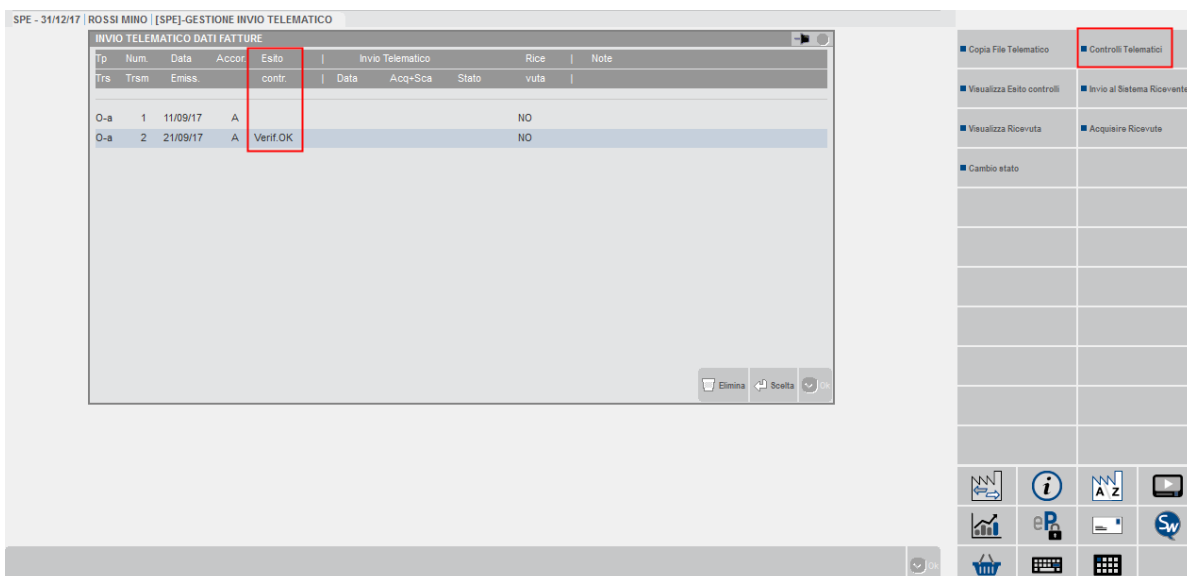 SPE - 31/12/17 | ROSSI MINO | [SPE]-GESTIONE INVIO TELEMATICO
INVIO TELEMATICO DATI FATTURE
Tp Num. Data Accor. Esito | Invio Telematico Rice | Note
Trs Trsm Emiss. contr. | Data Acq+Sca Stato vuta |
O-a 1 11/09/17 A NO
O-a 2 21/09/17 A Verif.OK NO
Elimina Scelta Ok
Copia File Telematico Controlli Telematici
Visualizza Esito controlli Invio al Sistema Ricevente
Visualizza Ricevuta Acquisire Ricevute
Cambio stato
i A Z
eP Sw
Ok